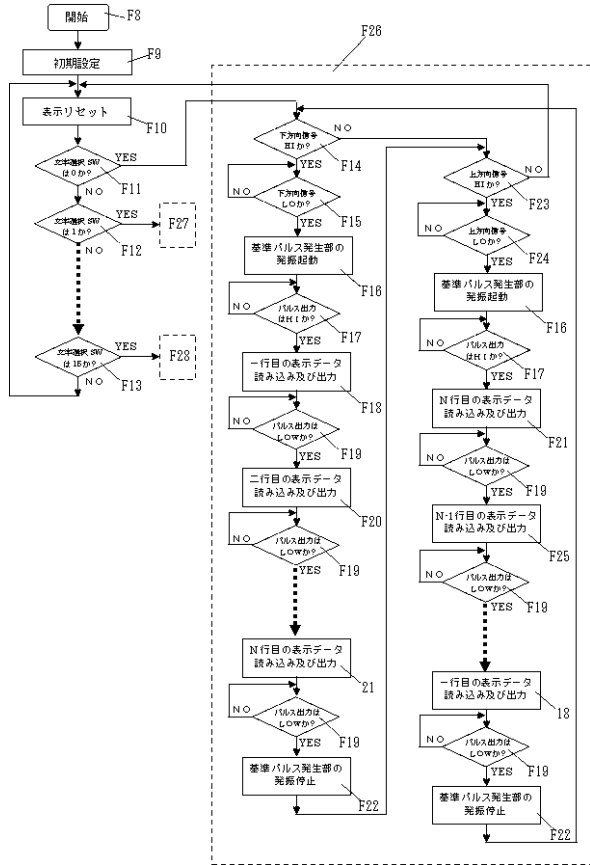 開始
F8
初期設定
F9
表示リセット
F10
文字選択 SW
は0か?
YES
F11
NO
文字選択 SW
は1か?
YES
F12
NO
F27
文字選択 SW
は15か?
YES
F13
NO
F28
F26
下方向信号
HIか?
NO
F14
YES
下方向信号
LOか?
NO
F15
YES
基準パルス発生部の
発振起動
F16
パルス出力
はHIか?
NO
F17
YES
一行目の表示データ
読み込み及び出力
F18
パルス出力は
LOWか?
NO
F19
YES
二行目の表示データ
読み込み及び出力
F20
パルス出力は
LOWか?
NO
F19
YES
N行目の表示データ
読み込み及び出力
21
パルス出力は
LOWか?
NO
F19
YES
基準パルス発生部の
発振停止
F22
上方向信号
HIか?
NO
F23
YES
上方向信号
LOか?
NO
F24
YES
基準パルス発生部の
発振起動
F16
パルス出力
はHIか?
NO
F17
YES
N行目の表示データ
読み込み及び出力
F21
パルス出力は
LOWか?
NO
F19
YES
N-1行目の表示データ
読み込み及び出力
F25
パルス出力は
LOWか?
NO
F19
YES
一行目の表示データ
読み込み及び出力
18
パルス出力は
LOWか?
NO
F19
YES
基準パルス発生部の
発振停止
F22